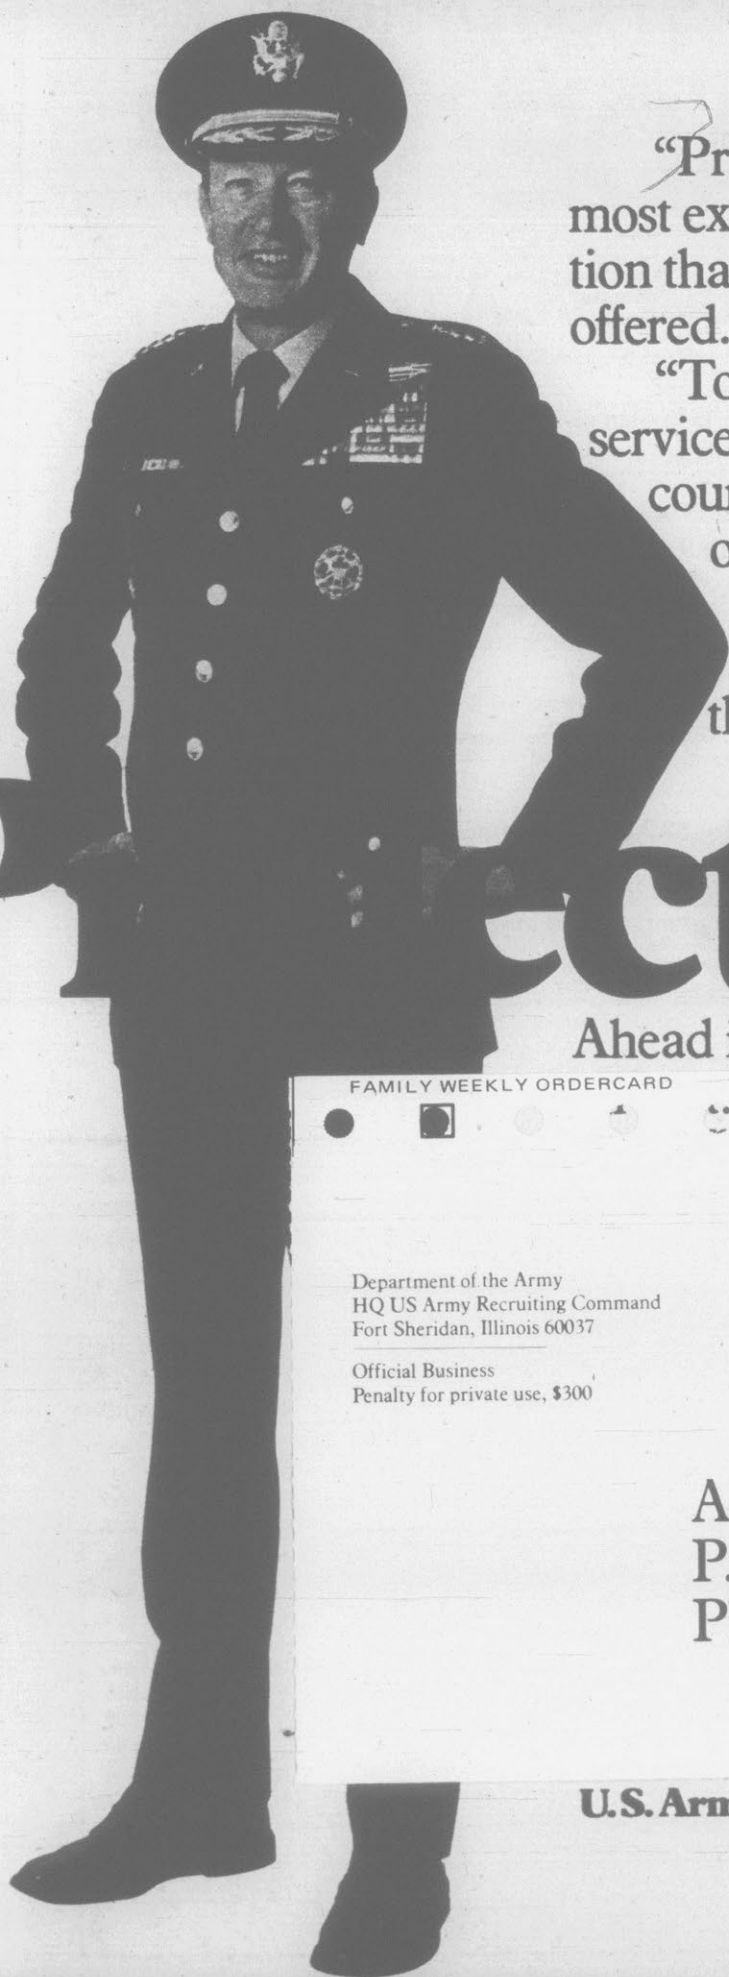 “Pr
most ex
tion tha
offered.
“To
service
coun
o
th
ect
Ahead
FAMILY WEEKLY ORDERCARD
Department of the Army
HQ US Army Recruiting Command
Fort Sheridan, Illinois 60037
Official Business
Penalty for private use, $300
A
P.
P
U.S. Arm